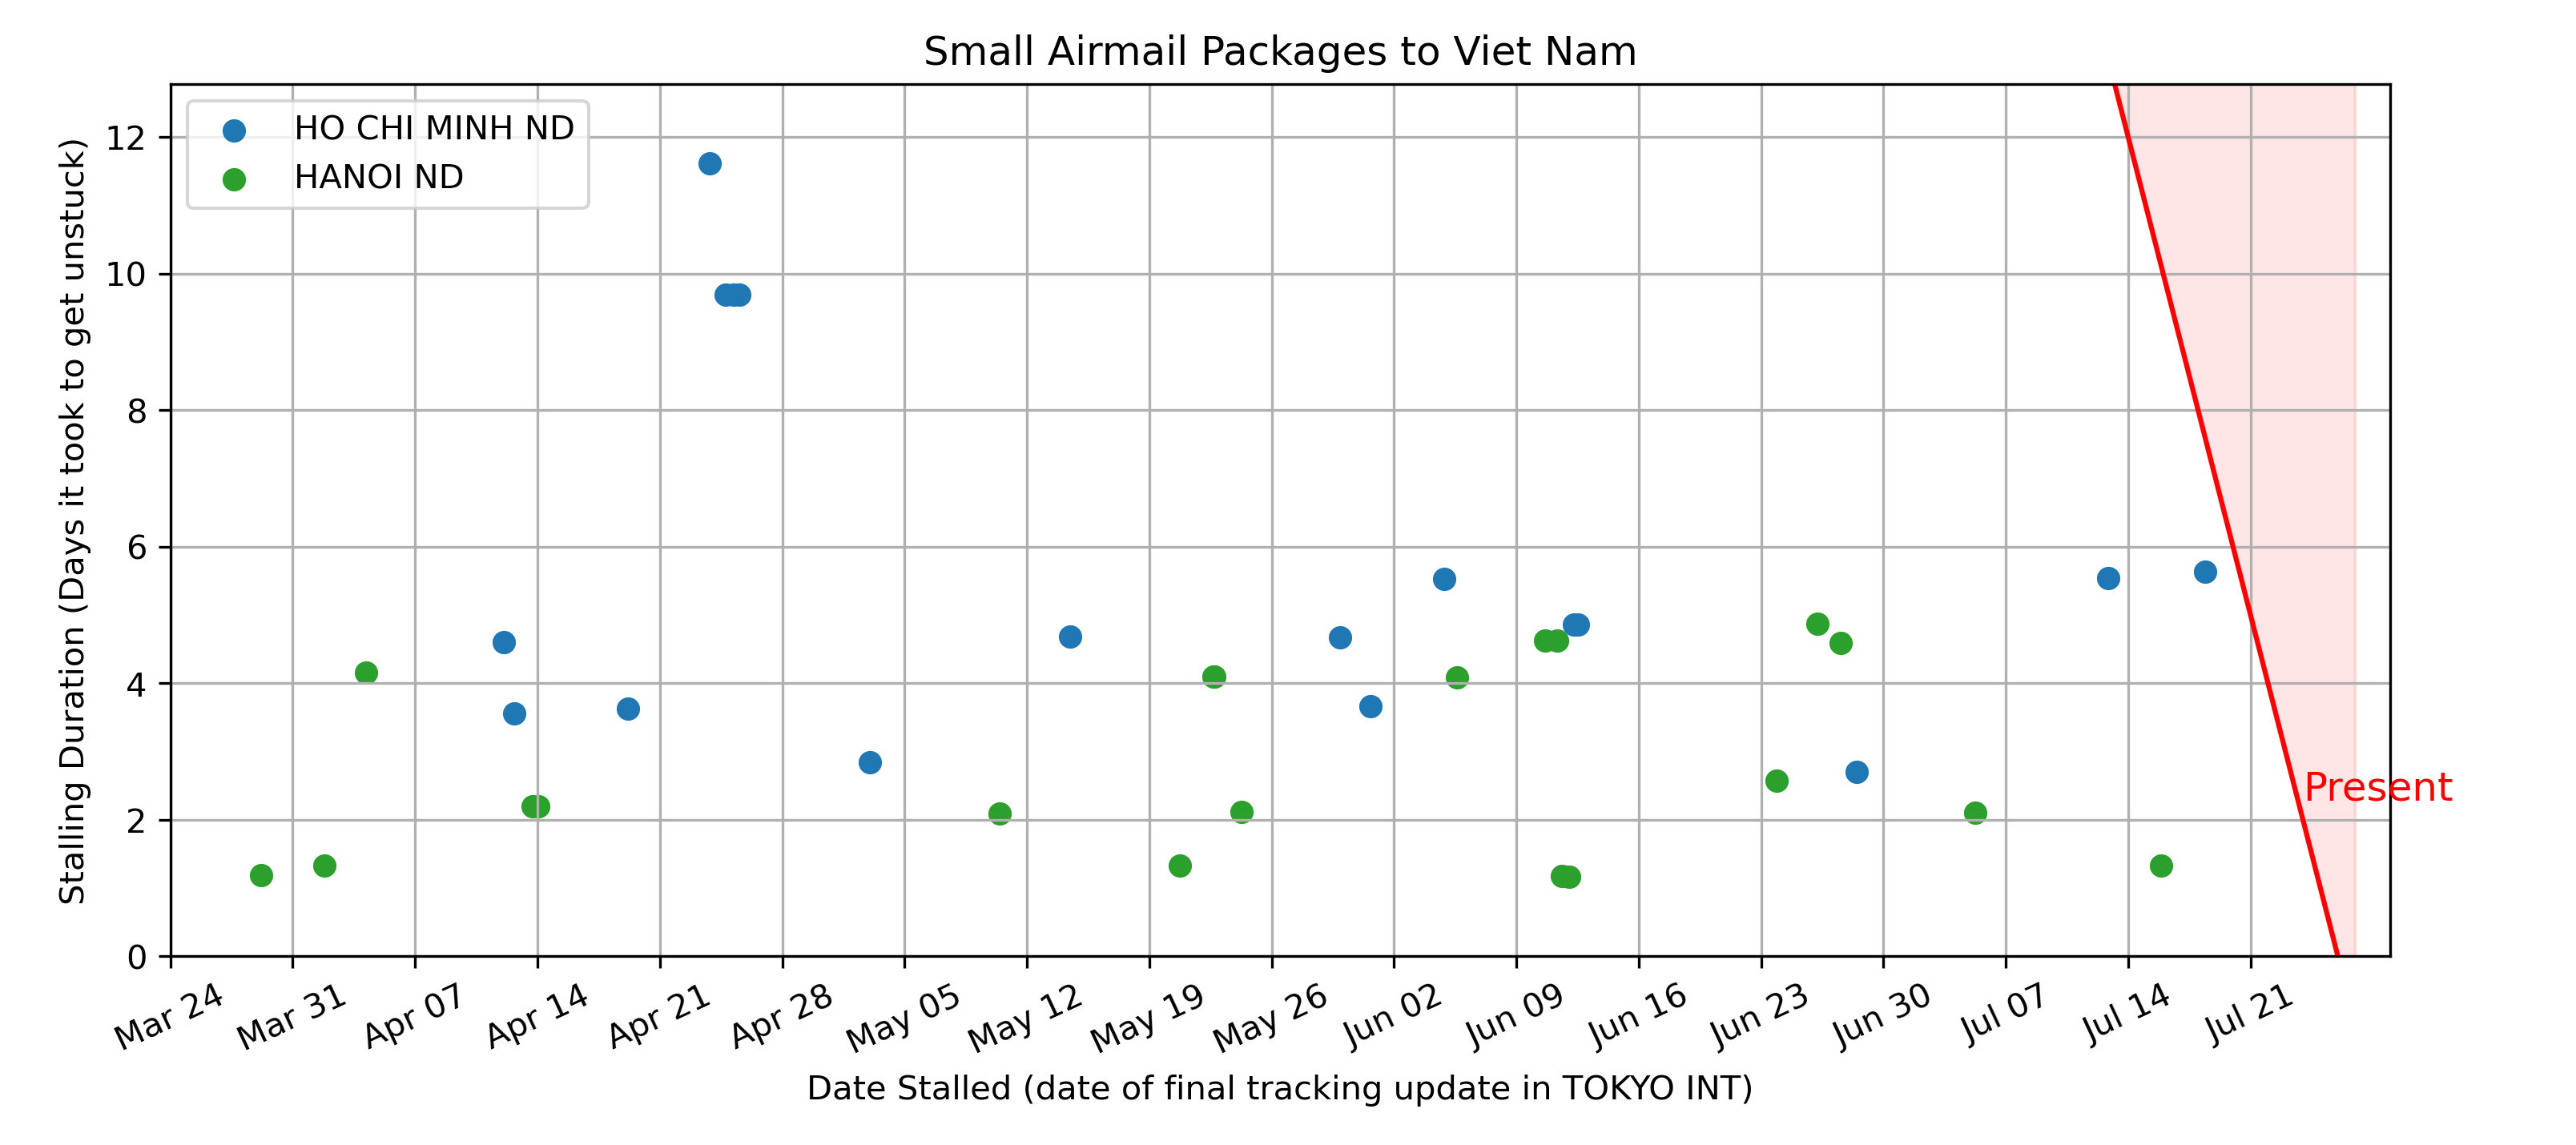 Small Airmail Packages to Viet Nam
HO CHI MINH ND
HANOI ND
Stalling Duration (Days it took to get unstuck)
12
10
8
6
4
2
0
Present
Mar 24
Mar 31
Apr 07
Apr 14
Apr 21
Apr 28
May 05
May 12
May 19
May 26
Jun 02
Jun 09
Jun 16
Jun 23
Jun 30
Jul 07
Jul 14
Jul 21
Date Stalled (date of final tracking update in TOKYO INT)